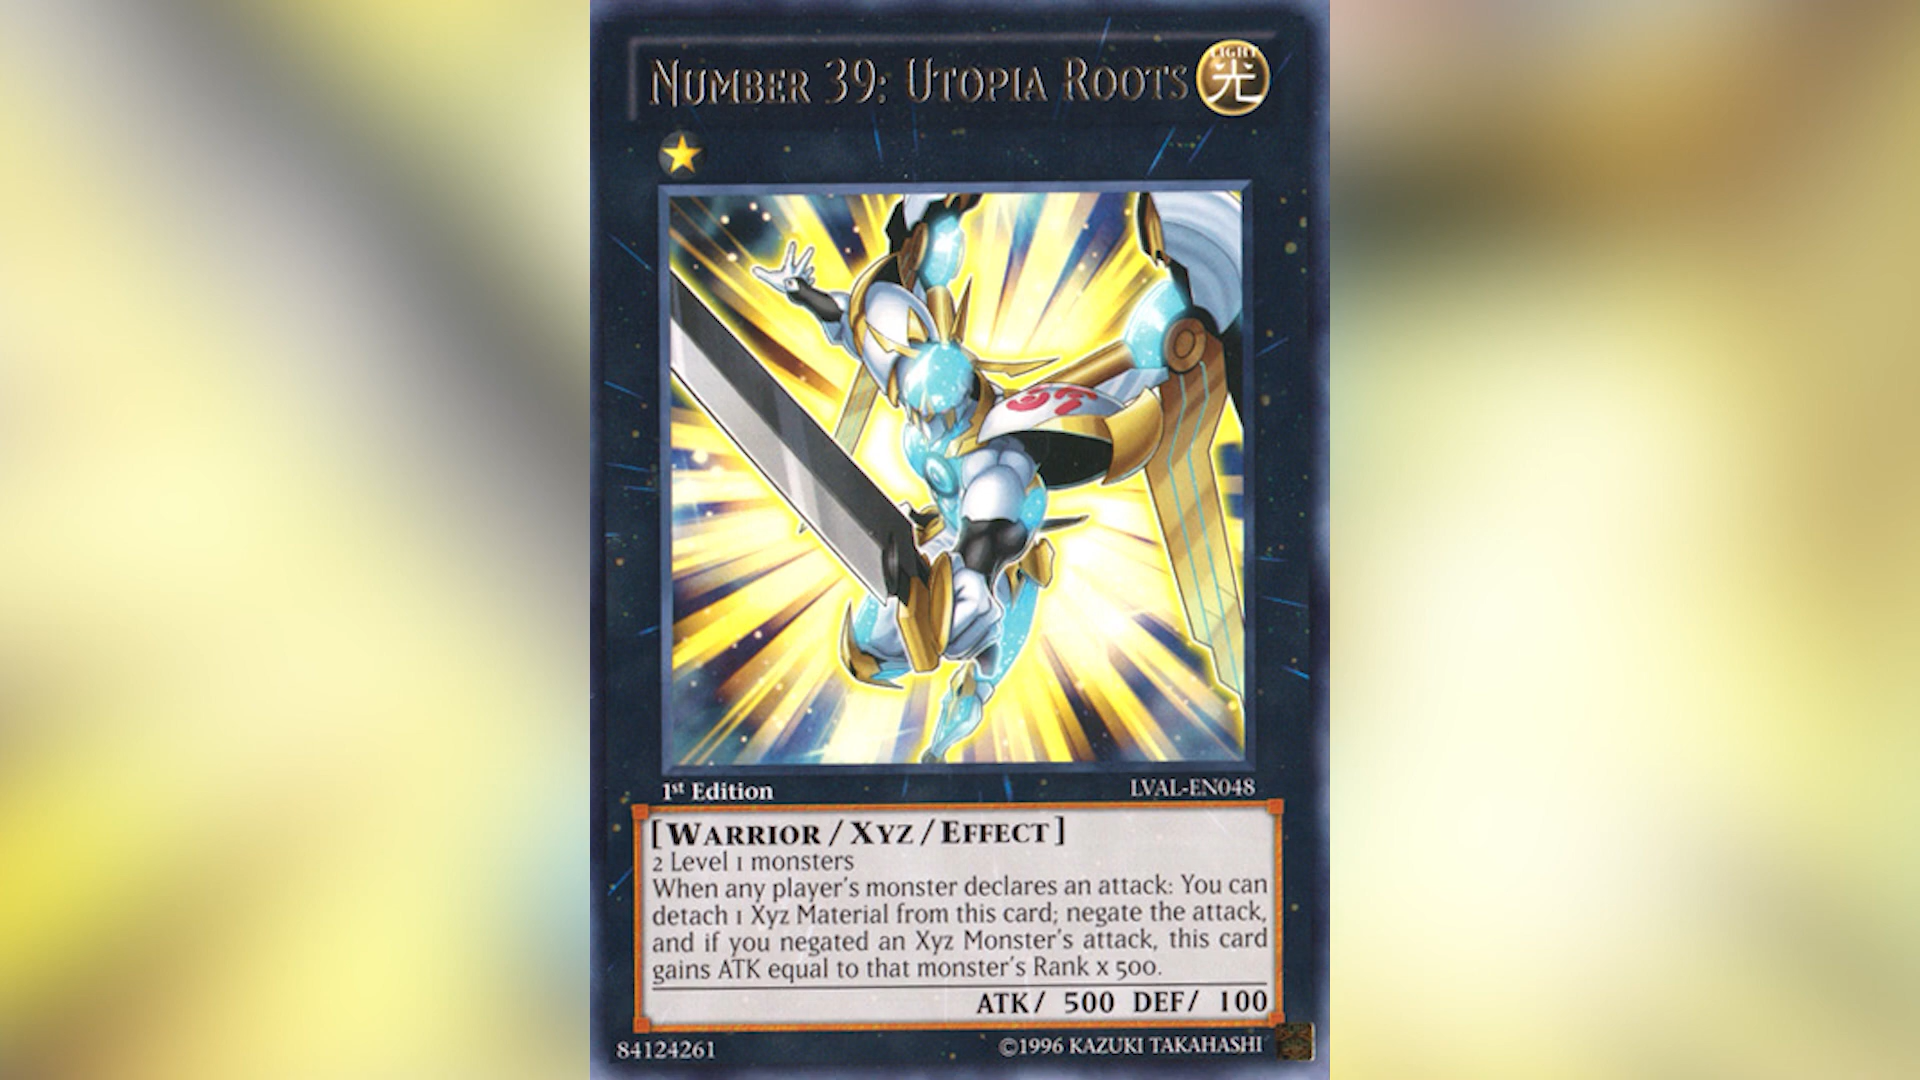 Number 39: Utopia Roots
LIGHT
光
39
1st Edition
LVAL-EN048
[Warrior / Xyz / Effect]
2 Level 1 monsters
When any player's monster declares an attack: You can
detach 1 Xyz Material from this card; negate the attack,
and if you negated an Xyz Monster's attack, this card
gains ATK equal to that monster's Rank x 500.
ATK/ 500 DEF/ 100
84124261
©1996 KAZUKI TAKAHASHI